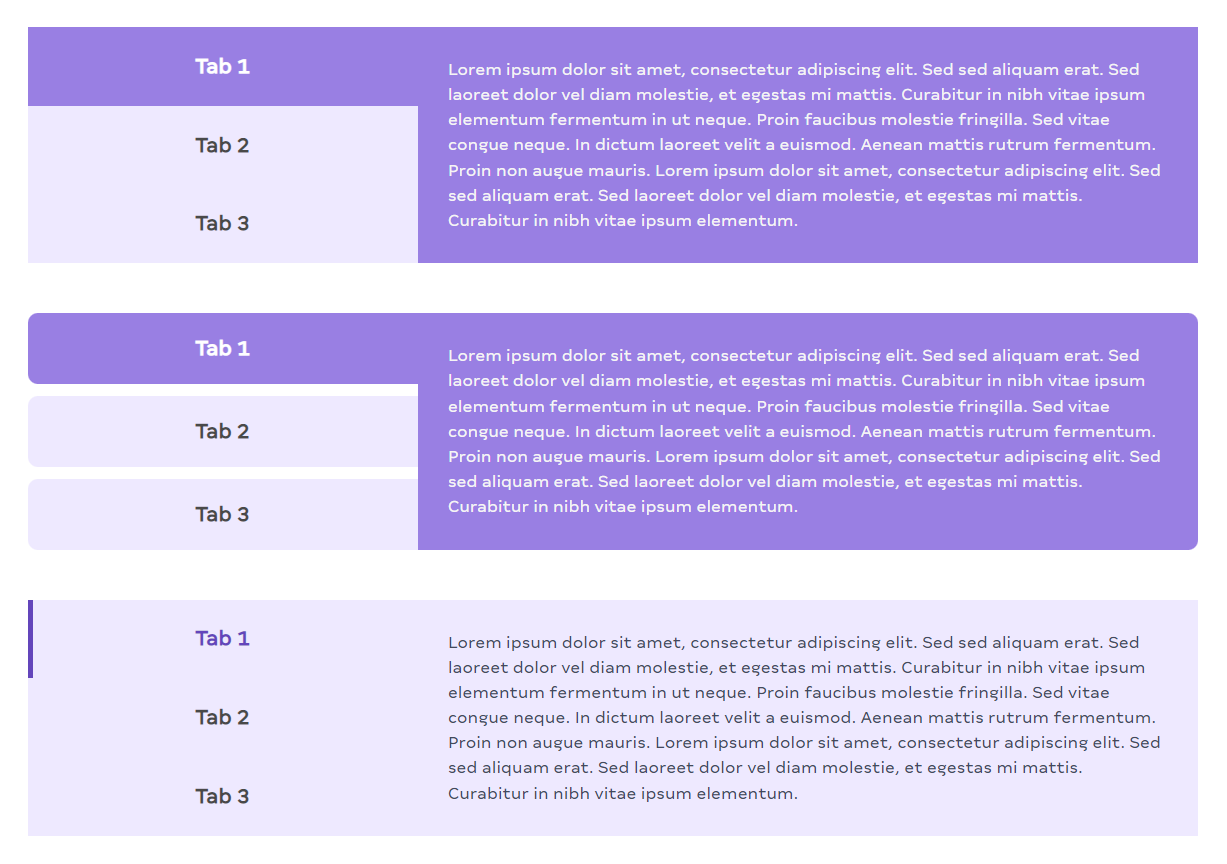 Tab 1
Tab 2
Tab 3
Lorem ipsum dolor sit amet, consectetur adipiscing elit. Sed sed aliquam erat. Sed
laoreet dolor vel diam molestie, et egestas mi mattis. Curabitur in nibh vitae ipsum
elementum fermentum in ut neque. Proin faucibus molestie fringilla. Sed vitae
congue neque. In dictum laoreet velit a euismod. Aenean mattis rutrum fermentum.
Proin non augue mauris. Lorem ipsum dolor sit amet, consectetur adipiscing elit. Sed
sed aliquam erat. Sed laoreet dolor vel diam molestie, et egestas mi mattis.
Curabitur in nibh vitae ipsum elementum.
Tab 1
Tab 2
Tab 3
Lorem ipsum dolor sit amet, consectetur adipiscing elit. Sed sed aliquam erat. Sed
laoreet dolor vel diam molestie, et egestas mi mattis. Curabitur in nibh vitae ipsum
elementum fermentum in ut neque. Proin faucibus molestie fringilla. Sed vitae
congue neque. In dictum laoreet velit a euismod. Aenean mattis rutrum fermentum.
Proin non augue mauris. Lorem ipsum dolor sit amet, consectetur adipiscing elit. Sed
sed aliquam erat. Sed laoreet dolor vel diam molestie, et egestas mi mattis.
Curabitur in nibh vitae ipsum elementum.
Tab 1
Tab 2
Tab 3
Lorem ipsum dolor sit amet, consectetur adipiscing elit. Sed sed aliquam erat. Sed
laoreet dolor vel diam molestie, et egestas mi mattis. Curabitur in nibh vitae ipsum
elementum fermentum in ut neque. Proin faucibus molestie fringilla. Sed vitae
congue neque. In dictum laoreet velit a euismod. Aenean mattis rutrum fermentum.
Proin non augue mauris. Lorem ipsum dolor sit amet, consectetur adipiscing elit. Sed
sed aliquam erat. Sed laoreet dolor vel diam molestie, et egestas mi mattis.
Curabitur in nibh vitae ipsum elementum.